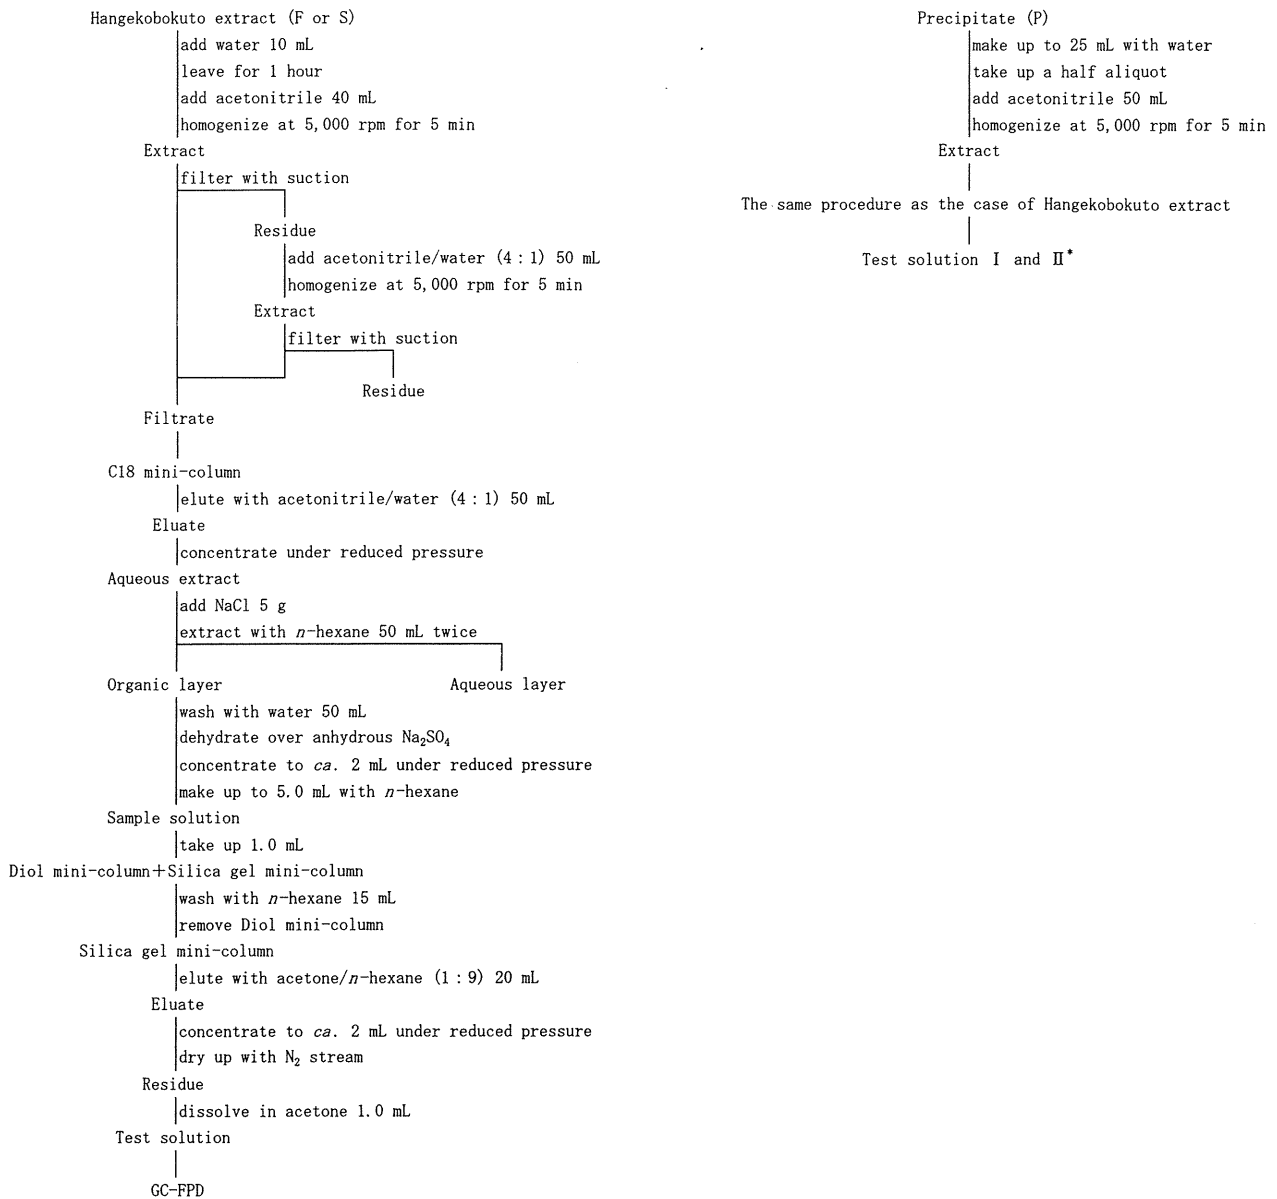 Hangekobokuto extract (F or S)
add water 10 mL
leave for 1 hour
add acetonitrile 40 mL
homogenize at 5,000 rpm for 5 min
Extract
filter with suction
Residue
add acetonitrile/water (4 : 1) 50 mL
homogenize at 5,000 rpm for 5 min
Extract
filter with suction
Residue
Filtrate
C18 mini-column
elute with acetonitrile/water (4 : 1) 50 mL
Eluate
concentrate under reduced pressure
Aqueous extract
add NaCl 5 g
extract with n-hexane 50 mL twice
Organic layer
Aqueous layer
wash with water 50 mL
dehydrate over anhydrous Na₂SO₄
concentrate to ca. 2 mL under reduced pressure
make up to 5.0 mL with n-hexane
Sample solution
take up 1.0 mL
Diol mini-column+Silica gel mini-column
wash with n-hexane 15 mL
remove Diol mini-column
Silica gel mini-column
elute with acetone/n-hexane (1 : 9) 20 mL
Eluate
concentrate to ca. 2 mL under reduced pressure
dry up with N₂ stream
Residue
dissolve in acetone 1.0 mL
Test solution
GC-FPD
Precipitate (P)
make up to 25 mL with water
take up a half aliquot
add acetonitrile 50 mL
homogenize at 5,000 rpm for 5 min
Extract
The same procedure as the case of Hangekobokuto extract
Test solution Ⅰ and Ⅱ*